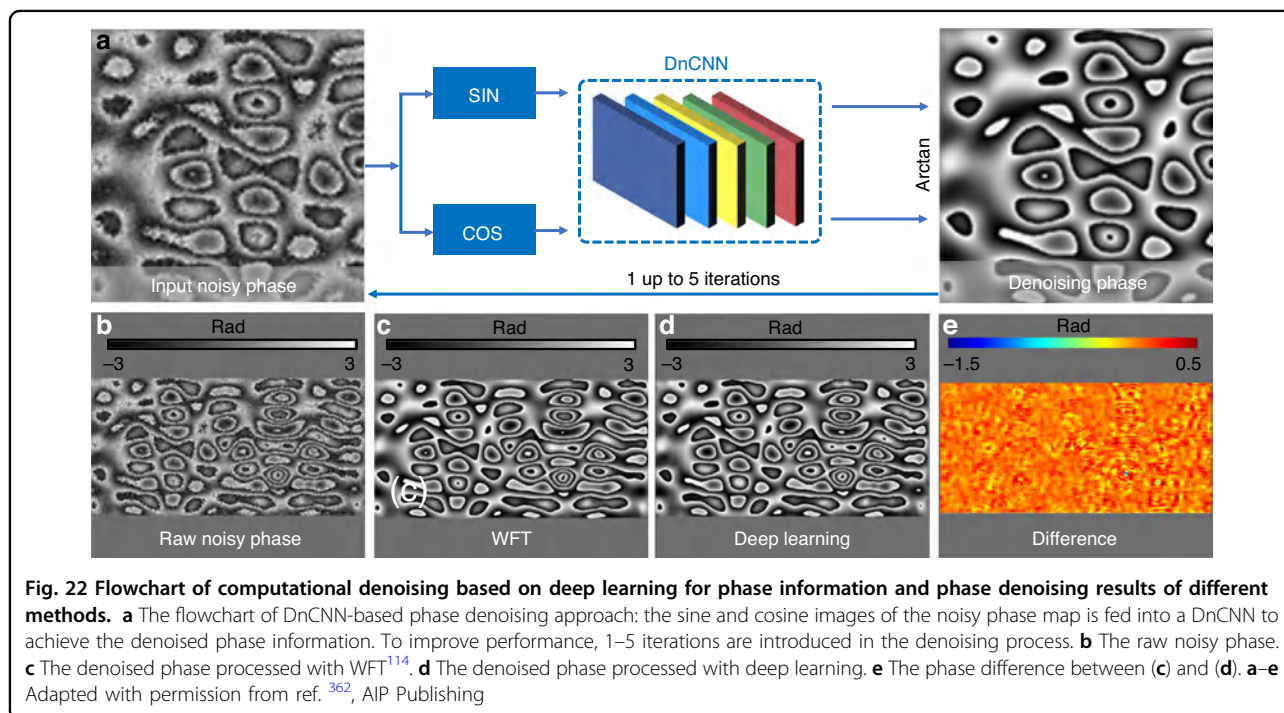 a
SIN
COS
DnCNN
Arctan
Input noisy phase
1 up to 5 iterations
Denoising phase
b
Rad
–3 3
Raw noisy phase
c
Rad
–3 3
(c)
WFT
d
Rad
–3 3
Deep learning
e
Rad
–1.5 0.5
Difference
Fig. 22 Flowchart of computational denoising based on deep learning for phase information and phase denoising results of different
methods. a The flowchart of DnCNN-based phase denoising approach: the sine and cosine images of the noisy phase map is fed into a DnCNN to
achieve the denoised phase information. To improve performance, 1–5 iterations are introduced in the denoising process. b The raw noisy phase.
c The denoised phase processed with WFT114. d The denoised phase processed with deep learning. e The phase difference between (c) and (d). a–e
Adapted with permission from ref. 362, AIP Publishing